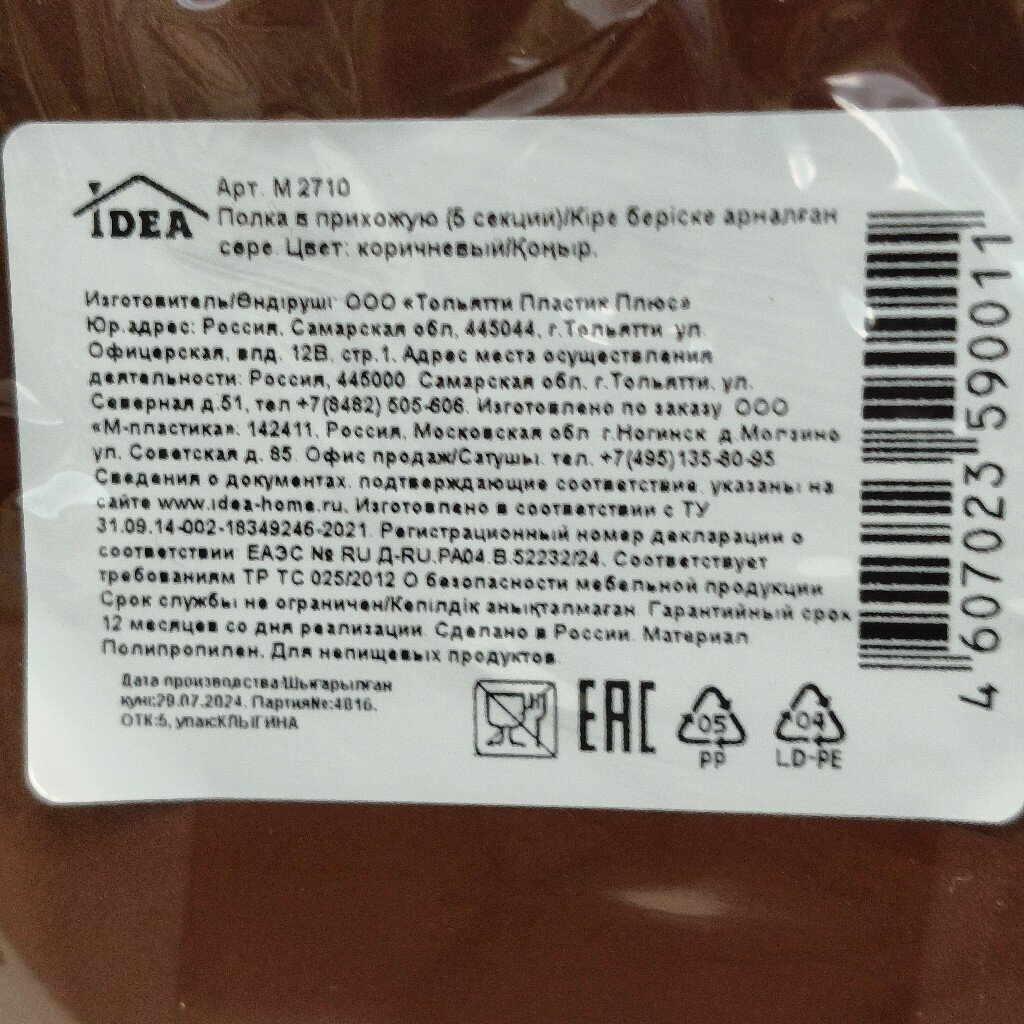 IDEA
Арт. М 2710
Полка в прихожую (5 секции)/Кіре беріске арналған
сөре. Цвет: коричневый/Қоңыр.
Изготовитель/Өндіруші: ООО «Тольятти Пластик Плюс»
Юр.адрес: Россия, Самарская обл, 445044, г.Тольятти, ул.
Офицерская, влд. 12В, стр.1. Адрес места осуществления
деятельности: Россия, 445000. Самарская обл, г.Тольятти, ул.
Северная д.51, тел +7(8482) 505-606. Изготовлено по заказу ООО
«М-пластика»: 142411, Россия, Московская обл г.Ногинск д.Молзино
ул. Советская д. 85. Офис продаж/Сатушы. тел. +7(495)135-80-95
Сведения о документах, подтверждающие соответствие, указаны на
сайте www.idea-home.ru. Изготовлено в соответствии с ТУ
31.09.14-002-18349246-2021. Регистрационный номер декларации о
соответствии ЕАЭС № RU Д-RU.РА04.В.52232/24. Соответствует
требованиям ТР ТС 025/2012 О безопасности мебельной продукции
Срок службы не ограничен/Кепілдік анықталмаған. Гарантийный срок
12 месяцев со дня реализации. Сделано в России. Материал
Полипропилен. Для непищевых продуктов
Дата производства/Шығарылған
күні:29.07.2024. Партия№:4816.
ОТК:5, упак:КЛЫГИНА
EAC
05
PP
04
LD-PE
4 607023 590011